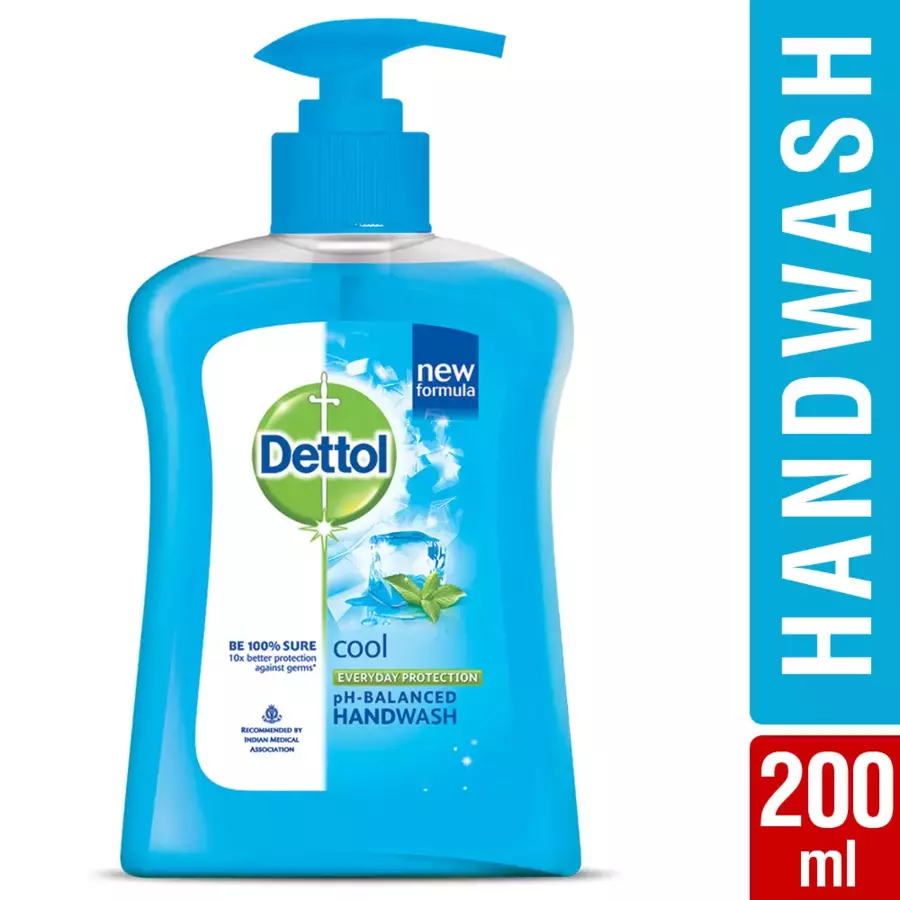 new
formula
Dettol
BE 100% SURE
10x better protection
against germs*
RECOMMENDED BY
INDIAN MEDICAL
ASSOCIATION
cool
EVERYDAY PROTECTION
pH-BALANCED
HANDWASH
HANDWASH
200
ml